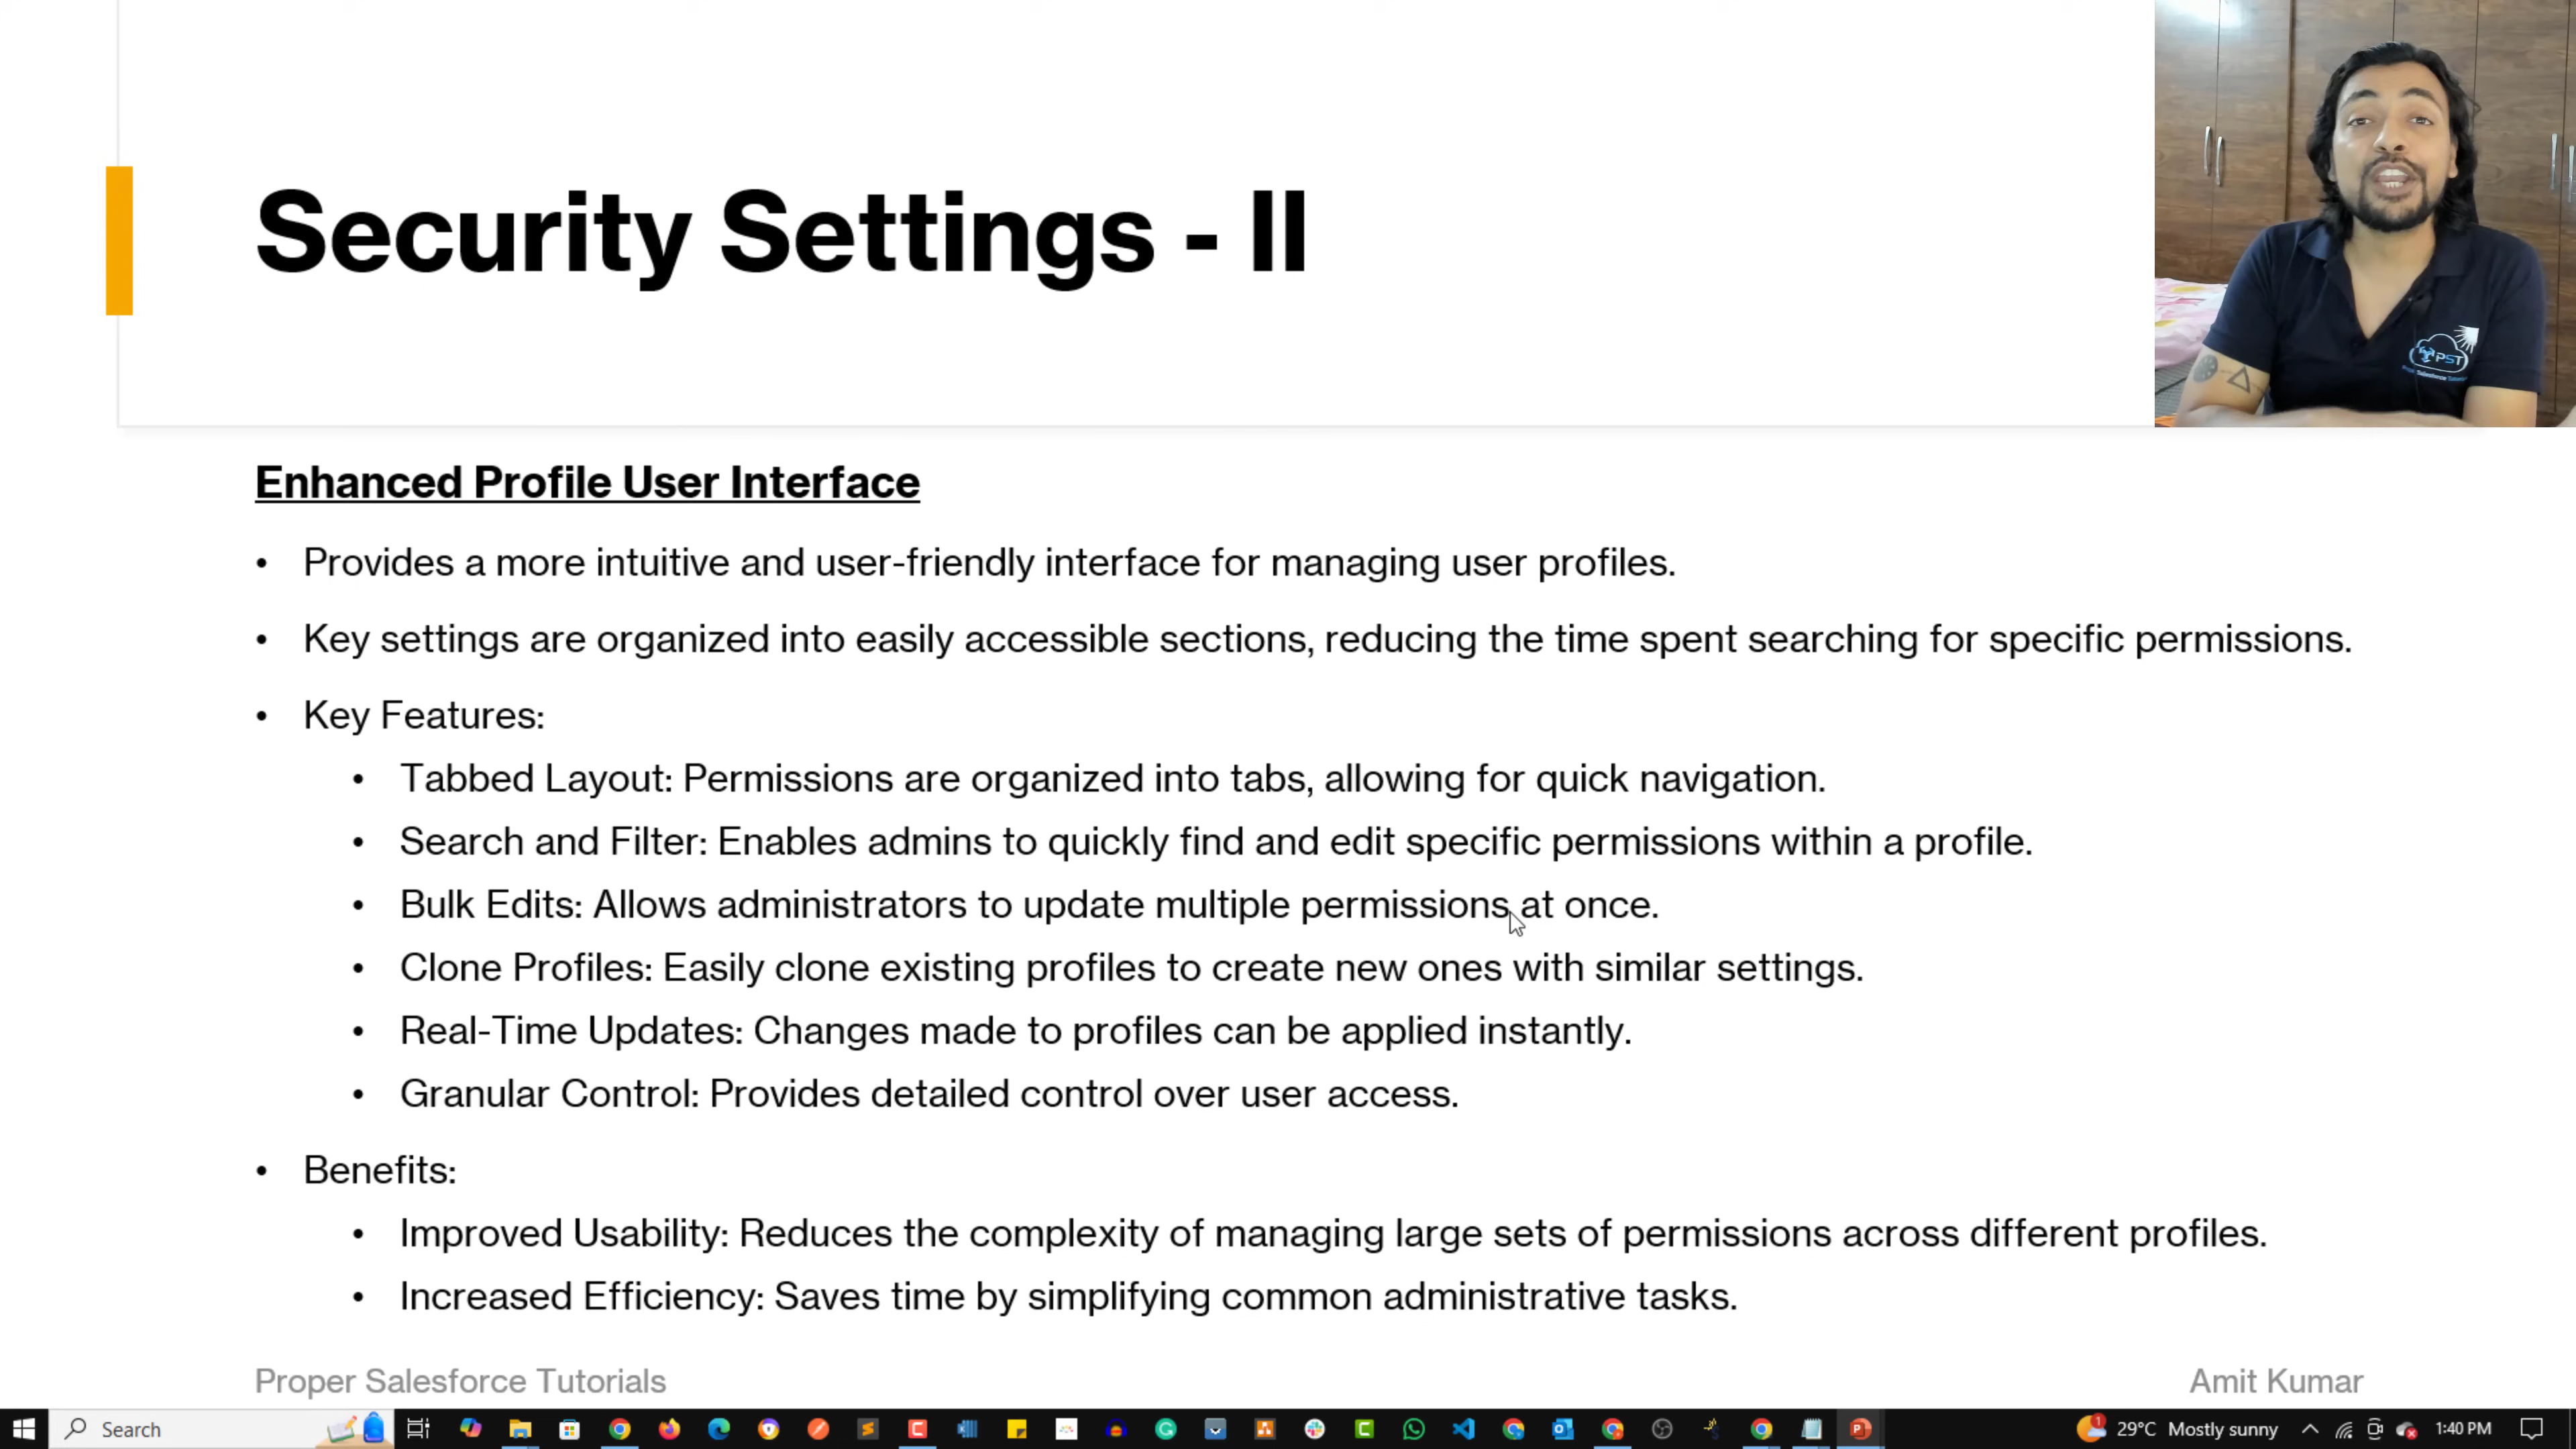 Security Settings - II
PST
Enhanced Profile User Interface
• Provides a more intuitive and user-friendly interface for managing user profiles.
• Key settings are organized into easily accessible sections, reducing the time spent searching for specific permissions.
• Key Features:
• Tabbed Layout: Permissions are organized into tabs, allowing for quick navigation.
• Search and Filter: Enables admins to quickly find and edit specific permissions within a profile.
• Bulk Edits: Allows administrators to update multiple permissions at once.
• Clone Profiles: Easily clone existing profiles to create new ones with similar settings.
• Real-Time Updates: Changes made to profiles can be applied instantly.
• Granular Control: Provides detailed control over user access.
• Benefits:
• Improved Usability: Reduces the complexity of managing large sets of permissions across different profiles.
• Increased Efficiency: Saves time by simplifying common administrative tasks.
Proper Salesforce Tutorials
Amit Kumar
Search
29°C Mostly sunny
1:40 PM